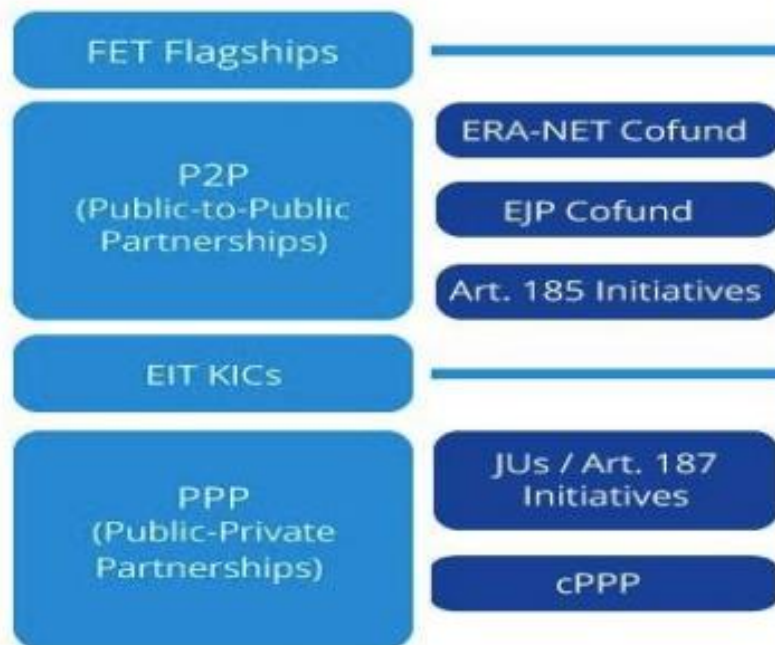 FET Flagships
P2P
(Public-to-Public
Partnerships)
ERA-NET Cofund
EJP Cofund
Art. 185 Initiatives
EIT KICs
PPP
(Public-Private
Partnerships)
JUs / Art. 187
Initiatives
cPPP